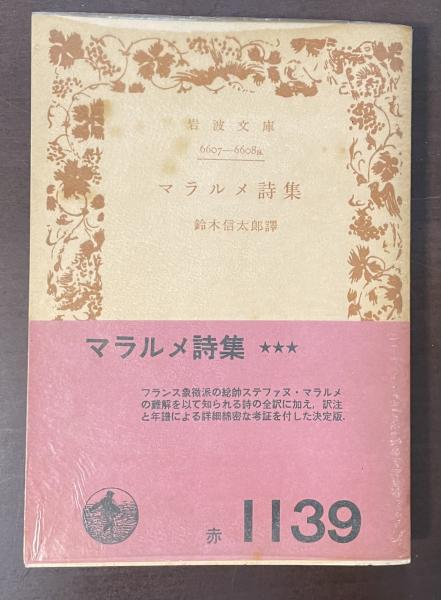 岩波文庫
6607—6608a
マラルメ詩集
鈴木信太郎譯
マラルメ詩集 ★★★
フランス象徴派の総帥ステファヌ・マラルメ
の難解を以て知られる詩の全訳に加え，訳注
と年譜による詳細綿密な考証を付した決定版．
赤 1139